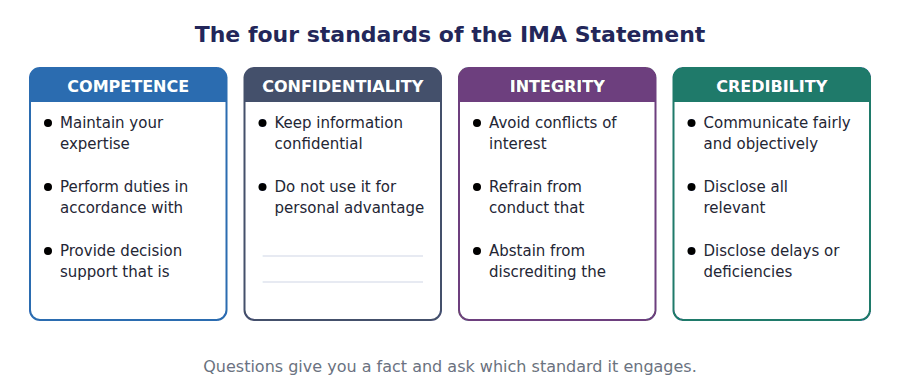 The four standards of the IMA Statement
COMPETENCE
Maintain your
expertise
Perform duties in
accordance with
Provide decision
support that is
CONFIDENTIALITY
Keep information
confidential
Do not use it for
personal advantage
INTEGRITY
Avoid conflicts of
interest
Refrain from
conduct that
Abstain from
discrediting the
CREDIBILITY
Communicate fairly
and objectively
Disclose all
relevant
Disclose delays or
deficiencies
Questions give you a fact and ask which standard it engages.